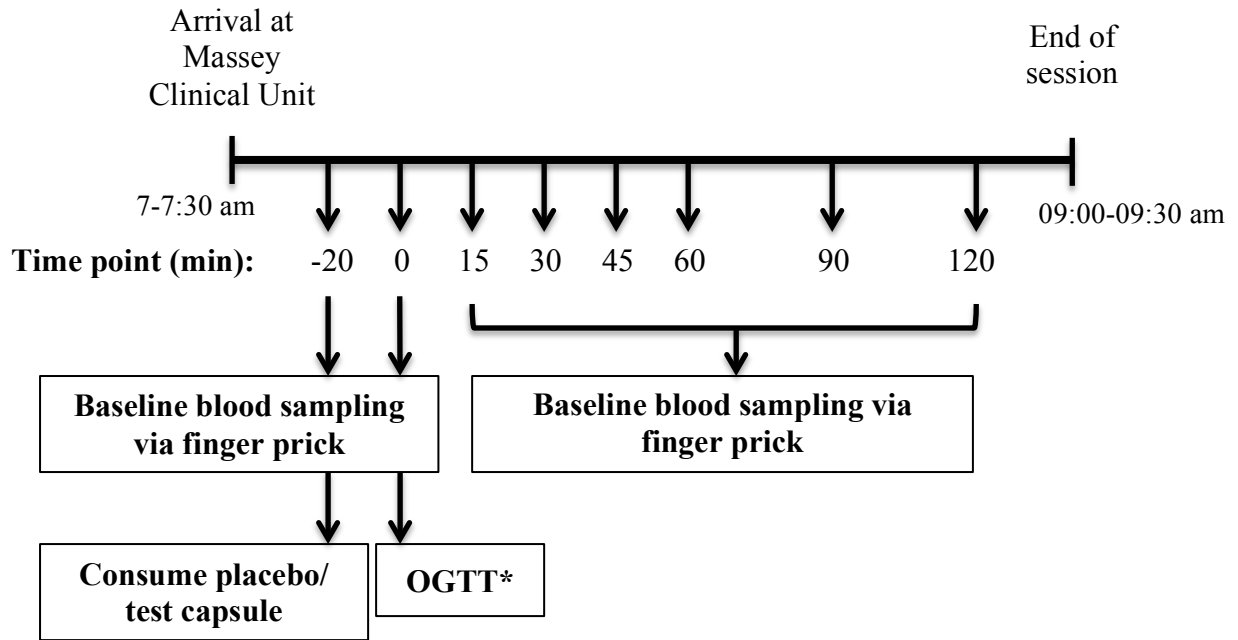 Arrival at
Massey
Clinical Unit
End of
session
7-7:30 am
09:00-09:30 am
Time point (min): -20 0 15 30 45 60 90 120
Baseline blood sampling
via finger prick
Baseline blood sampling via
finger prick
Consume placebo/
test capsule
OGTT*